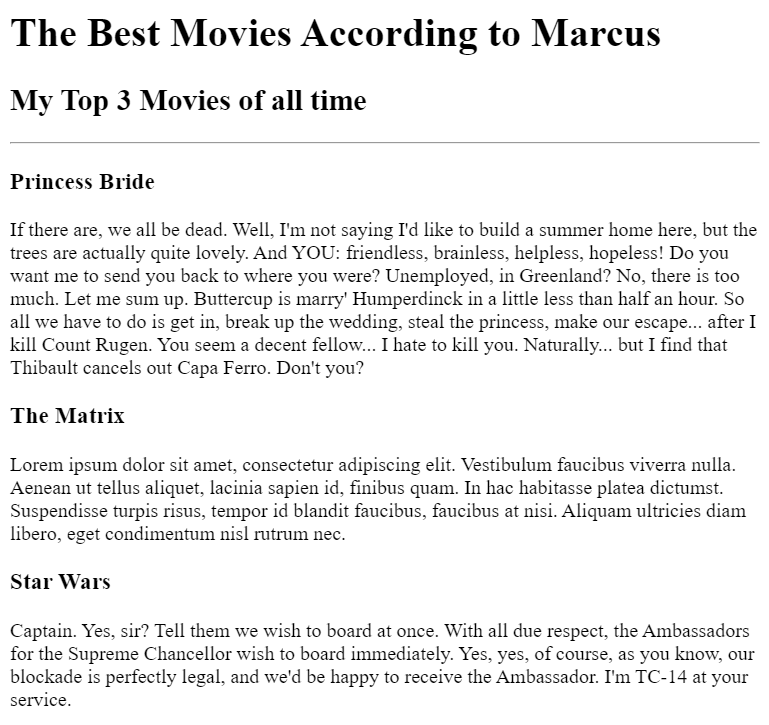 The Best Movies According to Marcus
My Top 3 Movies of all time
Princess Bride
If there are, we all be dead. Well, I'm not saying I'd like to build a summer home here, but the
trees are actually quite lovely. And YOU: friendless, brainless, helpless, hopeless! Do you
want me to send you back to where you were? Unemployed, in Greenland? No, there is too
much. Let me sum up. Buttercup is marry' Humperdinck in a little less than half an hour. So
all we have to do is get in, break up the wedding, steal the princess, make our escape... after I
kill Count Rugen. You seem a decent fellow... I hate to kill you. Naturally... but I find that
Thibault cancels out Capa Ferro. Don't you?
The Matrix
Lorem ipsum dolor sit amet, consectetur adipiscing elit. Vestibulum faucibus viverra nulla.
Aenean ut tellus aliquet, lacinia sapien id, finibus quam. In hac habitasse platea dictumst.
Suspendisse turpis risus, tempor id blandit faucibus, faucibus at nisi. Aliquam ultricies diam
libero, eget condimentum nisl rutrum nec.
Star Wars
Captain. Yes, sir? Tell them we wish to board at once. With all due respect, the Ambassadors
for the Supreme Chancellor wish to board immediately. Yes, yes, of course, as you know, our
blockade is perfectly legal, and we'd be happy to receive the Ambassador. I'm TC-14 at your
service.